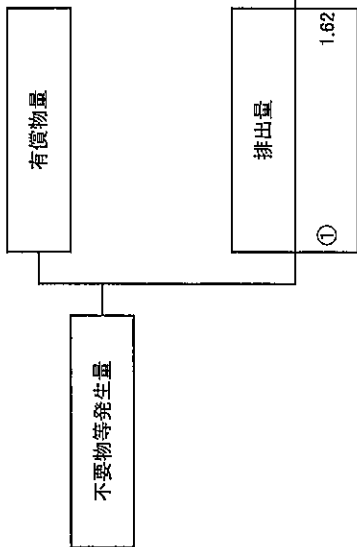 不要物等発生量
有償物量
排出量
① 1.62